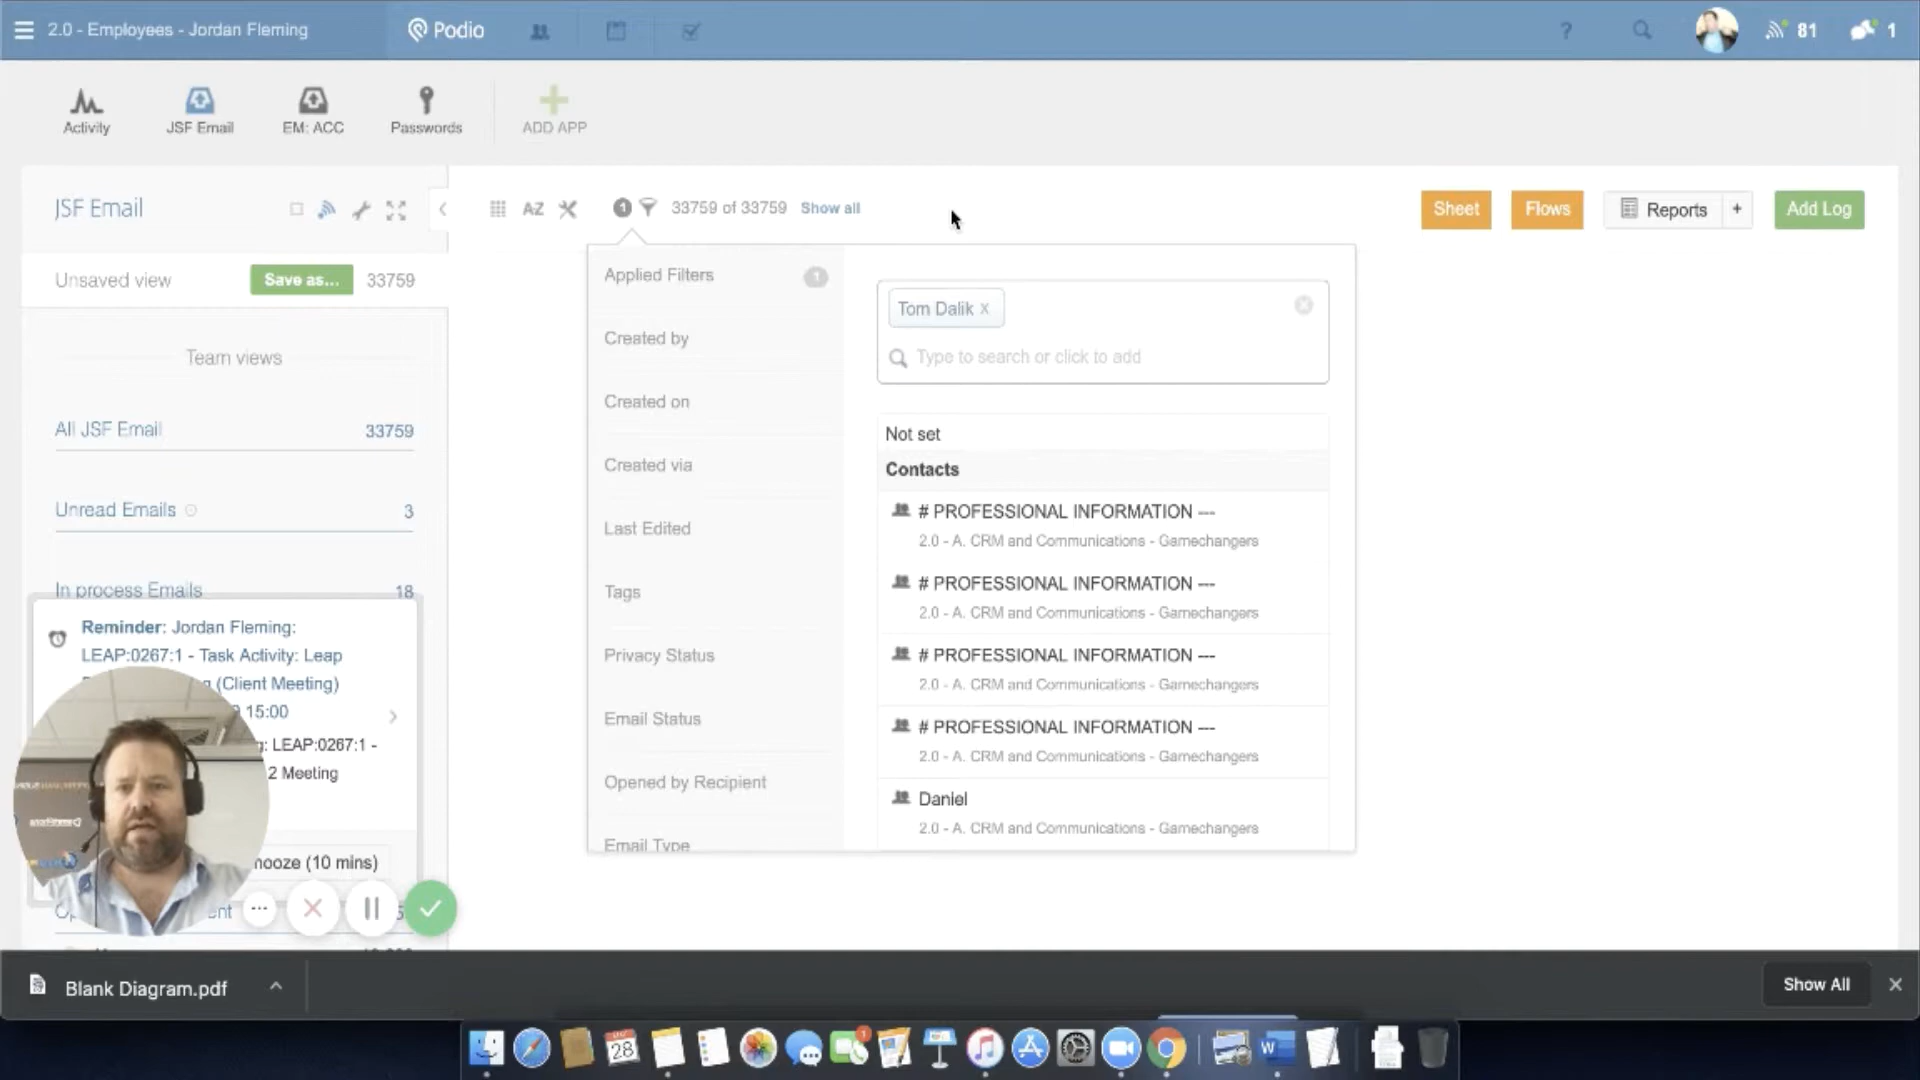 2.0 - Employees - Jordan Fleming
Podio
?
81
1
Activity
JSF Email
EM: ACC
Passwords
ADD APP
JSF Email
AZ
1
33759 of 33759
Show all
Sheet
Flows
Reports
+
Add Log
Unsaved view
Save as...
33759
Team views
All JSF Email
33759
Unread Emails
3
In process Emails
18
Reminder: Jordan Fleming:
LEAP:0267:1 - Task Activity: Leap
(Client Meeting)
15:00
: LEAP:0267:1 -
2 Meeting
nooze (10 mins)
Applied Filters
1
Created by
Created on
Created via
Last Edited
Tags
Privacy Status
Email Status
Opened by Recipient
Email Type
Tom Dalik x
Type to search or click to add
Not set
Contacts
# PROFESSIONAL INFORMATION ---
2.0 - A. CRM and Communications - Gamechangers
# PROFESSIONAL INFORMATION ---
2.0 - A. CRM and Communications - Gamechangers
# PROFESSIONAL INFORMATION ---
2.0 - A. CRM and Communications - Gamechangers
# PROFESSIONAL INFORMATION ---
2.0 - A. CRM and Communications - Gamechangers
Daniel
2.0 - A. CRM and Communications - Gamechangers
Blank Diagram.pdf
Show All
28
1
W